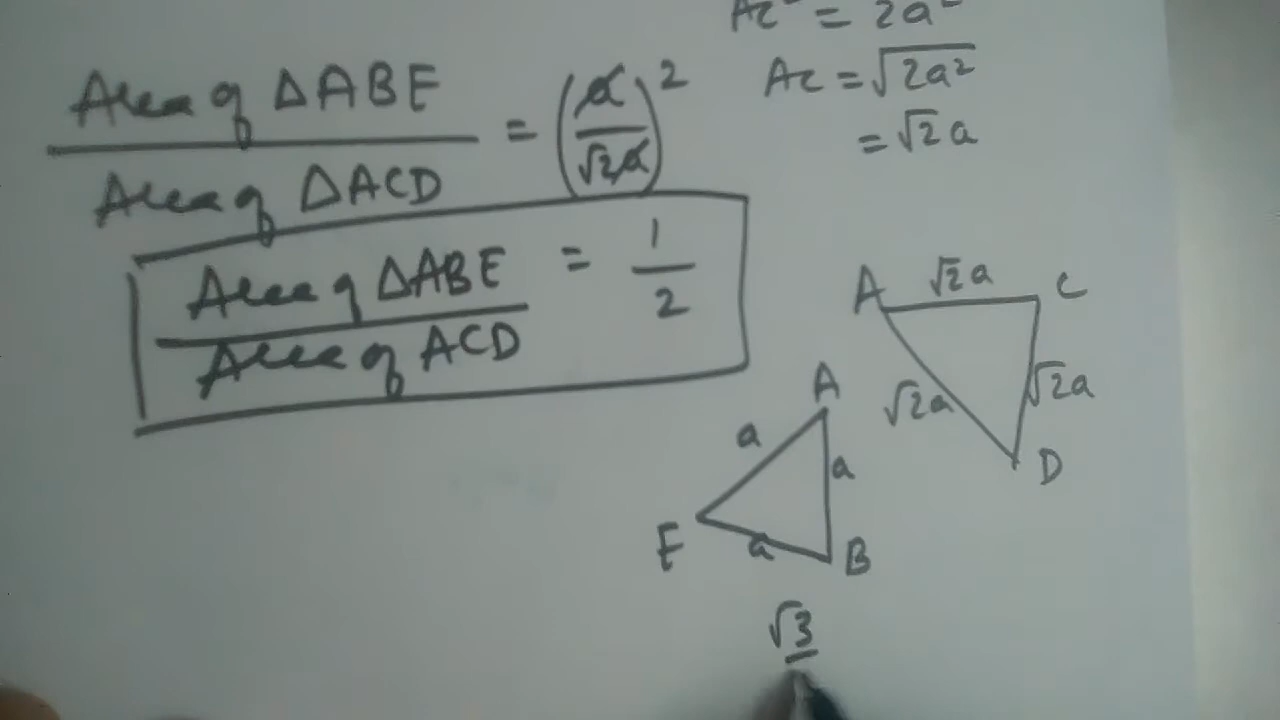 Ac² = 2a²
Ac = √2a²
= √2 a
Area of ΔABE / Area of ΔACD = (a / √2a)²
Area of ΔABE / Area of ACD = 1/2
A √2a C
√2a √2a
D
A
a a
E a B
√3